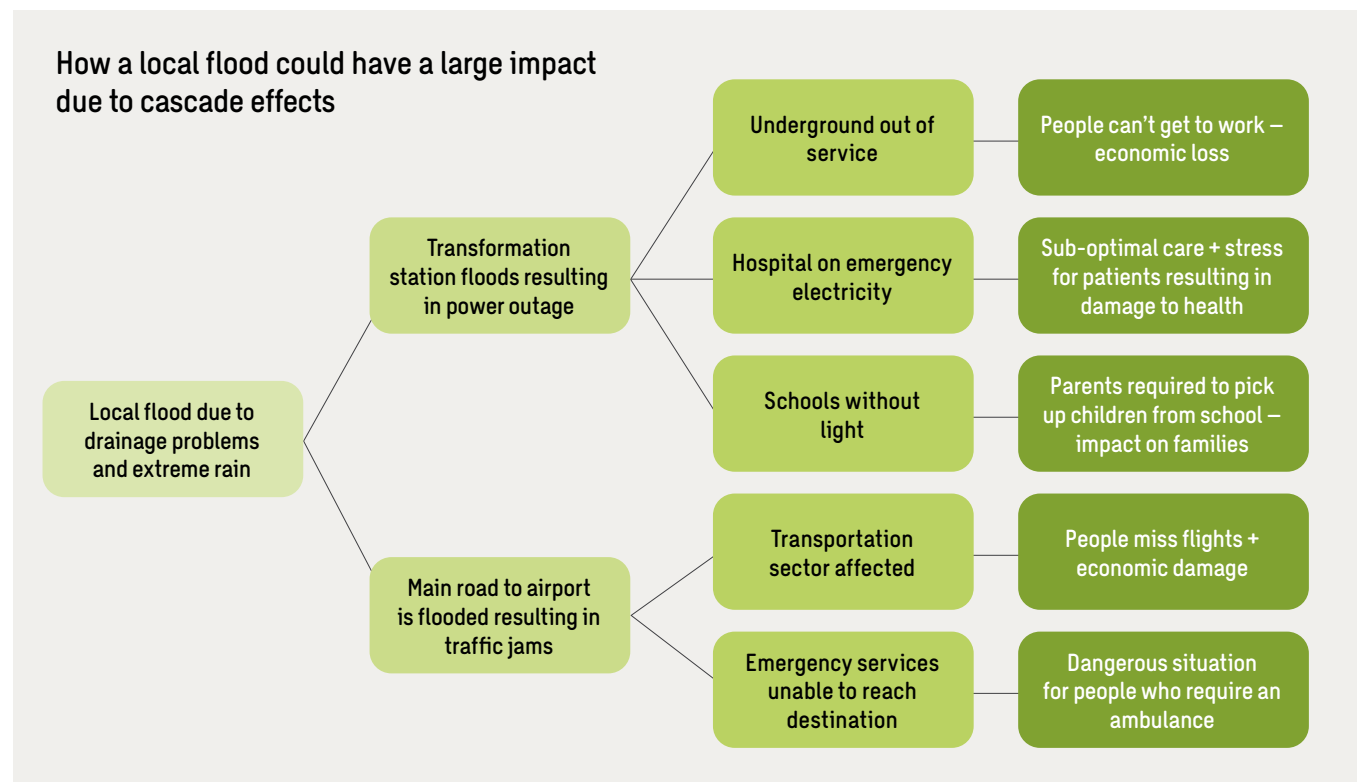 How a local flood could have a large impact
due to cascade effects
Local flood due to
drainage problems
and extreme rain
Transformation
station floods resulting
in power outage
Main road to airport
is flooded resulting in
traffic jams
Underground out of
service
Hospital on emergency
electricity
Schools without
light
Transportation
sector affected
Emergency services
unable to reach
destination
People can’t get to work –
economic loss
Sub-optimal care + stress
for patients resulting in
damage to health
Parents required to pick
up children from school –
impact on families
People miss flights +
economic damage
Dangerous situation
for people who require an
ambulance